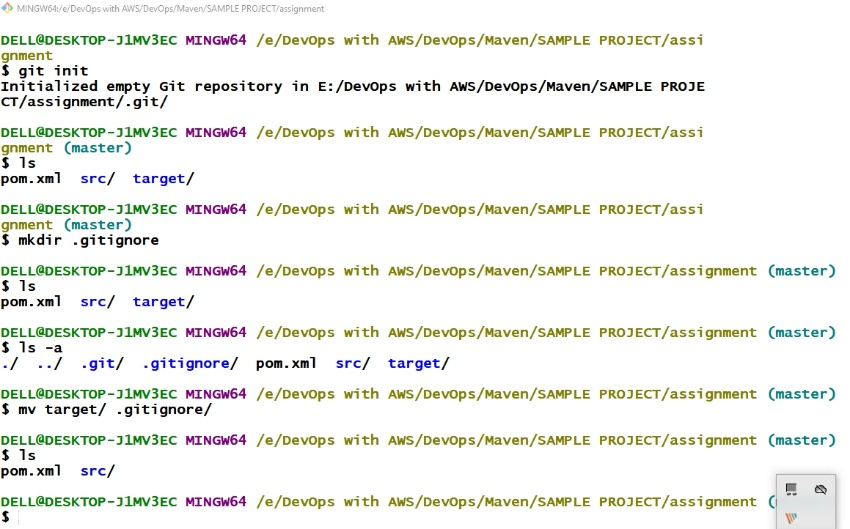 MINGW64:/e/DevOps with AWS/DevOps/Maven/SAMPLE PROJECT/assignment
DELL@DESKTOP-J1MV3EC MINGW64 /e/DevOps with AWS/DevOps/Maven/SAMPLE PROJECT/assi
gnment
$ git init
Initialized empty Git repository in E:/DevOps with AWS/DevOps/Maven/SAMPLE PROJE
CT/assignment/.git/
DELL@DESKTOP-J1MV3EC MINGW64 /e/DevOps with AWS/DevOps/Maven/SAMPLE PROJECT/assi
gnment (master)
$ ls
pom.xml  src/  target/
DELL@DESKTOP-J1MV3EC MINGW64 /e/DevOps with AWS/DevOps/Maven/SAMPLE PROJECT/assi
gnment (master)
$ mkdir .gitignore
DELL@DESKTOP-J1MV3EC MINGW64 /e/DevOps with AWS/DevOps/Maven/SAMPLE PROJECT/assignment (master)
$ ls
pom.xml  src/  target/
DELL@DESKTOP-J1MV3EC MINGW64 /e/DevOps with AWS/DevOps/Maven/SAMPLE PROJECT/assignment (master)
$ ls -a
./  ../  .git/  .gitignore/  pom.xml  src/  target/
DELL@DESKTOP-J1MV3EC MINGW64 /e/DevOps with AWS/DevOps/Maven/SAMPLE PROJECT/assignment (master)
$ mv target/ .gitignore/
DELL@DESKTOP-J1MV3EC MINGW64 /e/DevOps with AWS/DevOps/Maven/SAMPLE PROJECT/assignment (master)
$ ls
pom.xml  src/
DELL@DESKTOP-J1MV3EC MINGW64 /e/DevOps with AWS/DevOps/Maven/SAMPLE PROJECT/assignment (
$